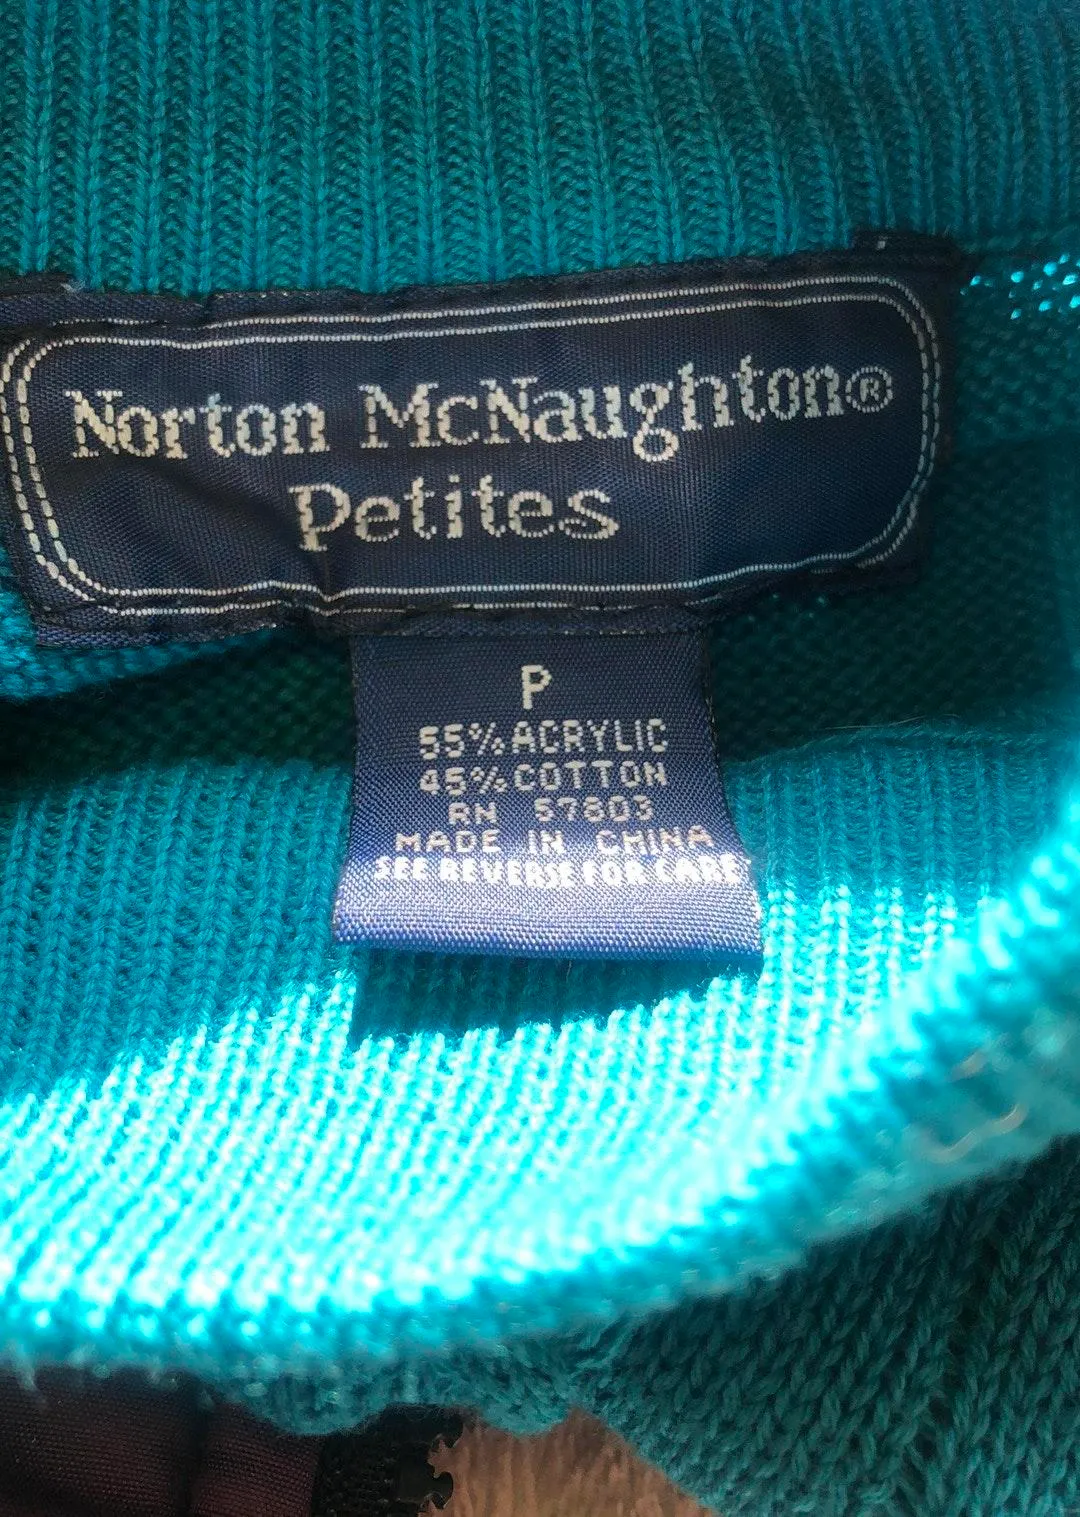 Norton McNaughton®
Petites
P
55% ACRYLIC
45% COTTON
RN 57803
MADE IN CHINA
SEE REVERSE FOR CARE